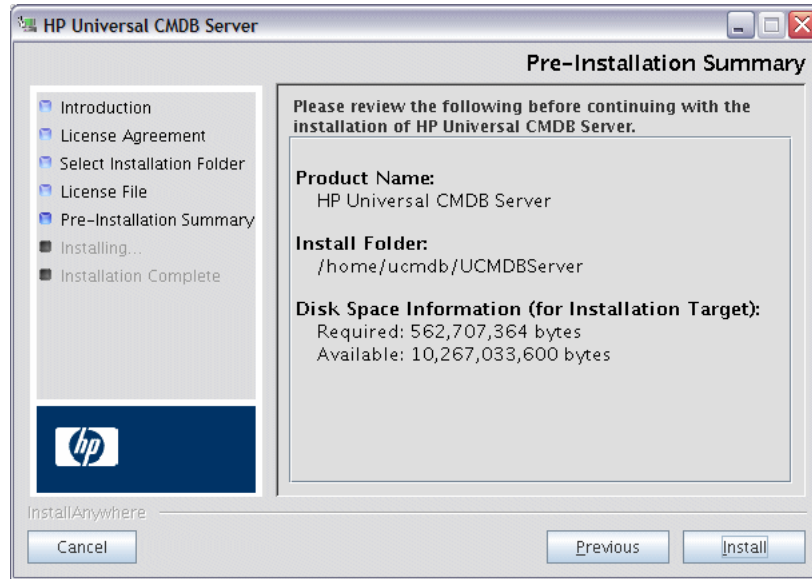 HP Universal CMDB Server
Pre-Installation Summary
Introduction
License Agreement
Select Installation Folder
License File
Pre-Installation Summary
Installing...
Installation Complete
Please review the following before continuing with the
installation of HP Universal CMDB Server.
Product Name:
HP Universal CMDB Server
Install Folder:
/home/ucmdb/UCMDBServer
Disk Space Information (for Installation Target):
Required: 562,707,364 bytes
Available: 10,267,033,600 bytes
hp
InstallAnywhere
Cancel
Previous
Install